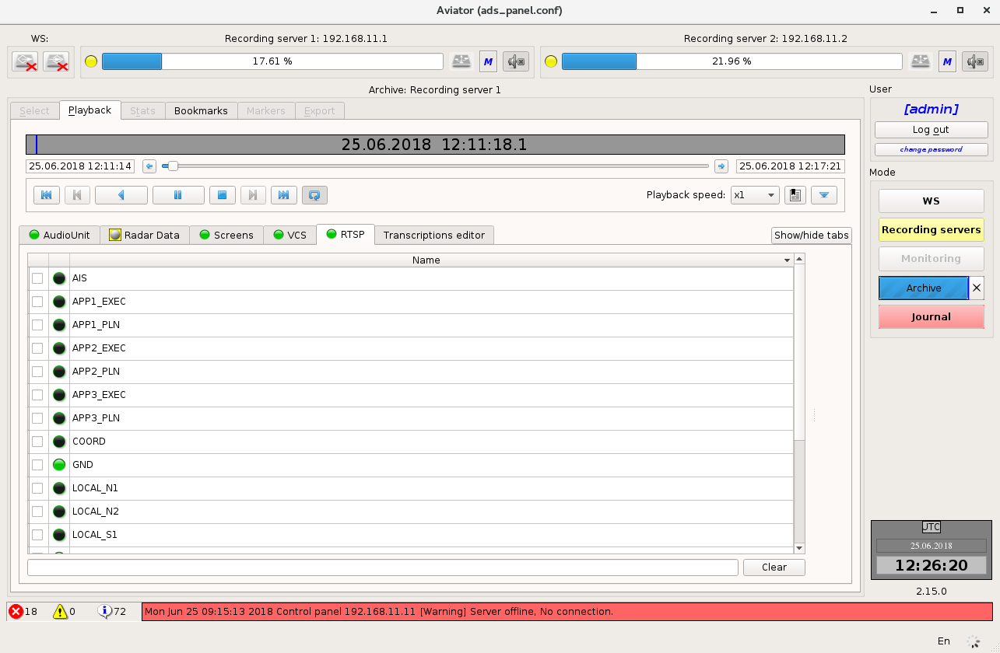 Aviator (ads_panel.conf)
WS:
Recording server 1: 192.168.11.1
Recording server 2: 192.168.11.2
17.61 %
M
21.96 %
M
Archive: Recording server 1
User
Select
Playback
Stats
Bookmarks
Markers
Export
[admin]
Log out
change password
25.06.2018 12:11:18.1
25.06.2018 12:11:14
25.06.2018 12:17:21
Mode
Playback speed:
x1
WS
Recording servers
Monitoring
Archive
Journal
AudioUnit
Radar Data
Screens
VCS
RTSP
Transcriptions editor
Show/hide tabs
Name
AIS
APP1_EXEC
APP1_PLN
APP2_EXEC
APP2_PLN
APP3_EXEC
APP3_PLN
COORD
GND
LOCAL_N1
LOCAL_N2
LOCAL_S1
Clear
UTC
25.06.2018
12:26:20
2.15.0
18
0
72
Mon Jun 25 09:15:13 2018 Control panel 192.168.11.11 [Warning] Server offline, No connection.
En